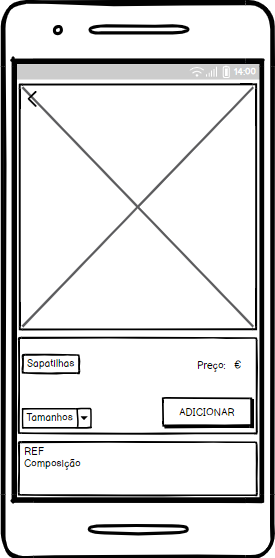 14:00
Sapatilhas
Preço: €
Tamanhos
ADICIONAR
REF
Composição